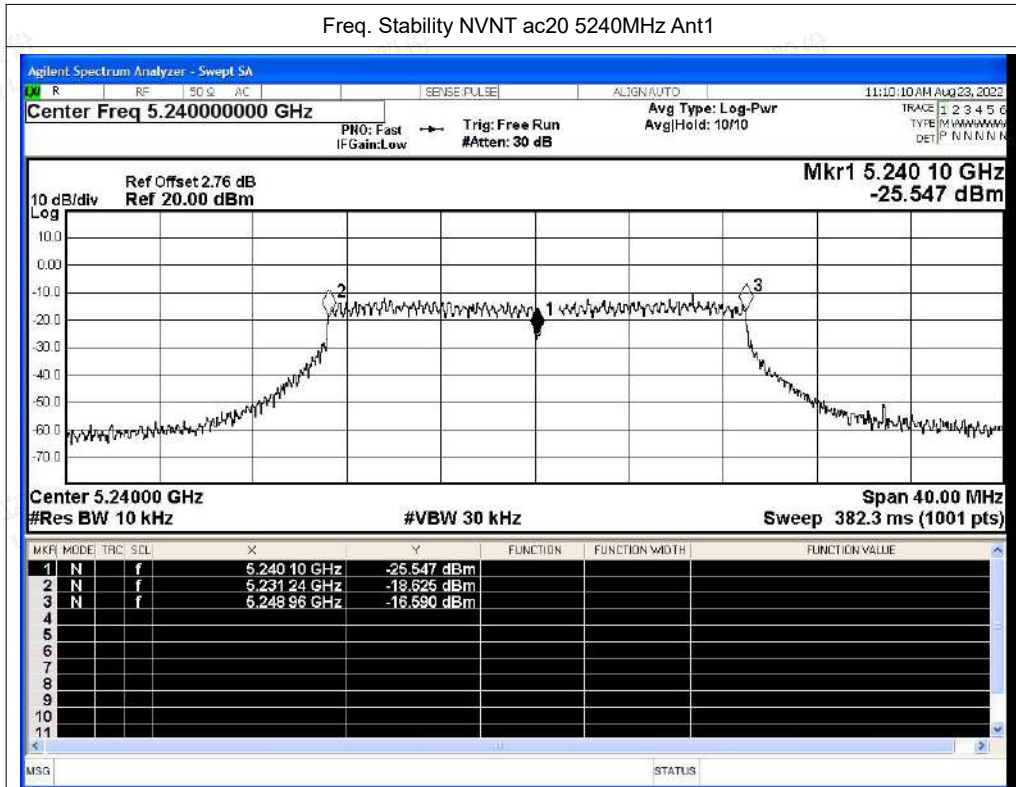 Freq. Stability NVNT ac20 5240MHz Ant1
Agilent Spectrum Analyzer - Swept SA
R RF 50 Ω AC SENSE:PULSE ALIGN AUTO 11:10:10 AM Aug 23, 2022
Center Freq 5.240000000 GHz Avg Type: Log-Pwr TRACE 1 2 3 4 5 6
PNO: Fast Trig: Free Run Avg|Hold: 10/10 TYPE M WWWWW
IFGain:Low #Atten: 30 dB DET P N N N N N
Ref Offset 2.76 dB Mkr1 5.240 10 GHz
10 dB/div Ref 20.00 dBm -25.547 dBm
Log
10.0
0.00
-10.0
-20.0
-30.0
-40.0
-50.0
-60.0
-70.0
2
1
3
Center 5.24000 GHz Span 40.00 MHz
#Res BW 10 kHz #VBW 30 kHz Sweep 382.3 ms (1001 pts)
MKR MODE TRC SCL X Y FUNCTION FUNCTION WIDTH FUNCTION VALUE
1 N f 5.240 10 GHz -25.547 dBm
2 N f 5.231 24 GHz -18.625 dBm
3 N f 5.248 96 GHz -16.590 dBm
4
5
6
7
8
9
10
11
MSG STATUS